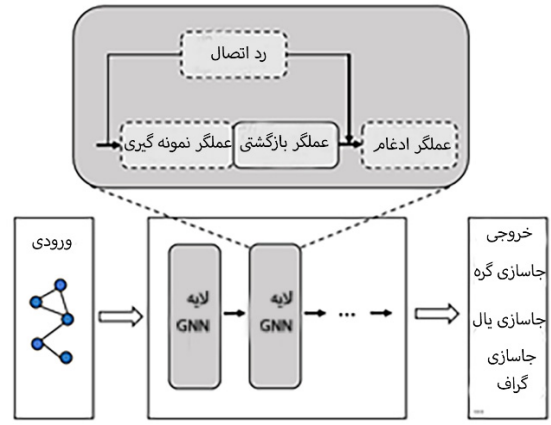 رد اتصال
عملگر نمونه گیری
عملگر بازگشتی
عملگر ادغام
ورودی
لایه
GNN
لایه
GNN
...
خروجی
جاسازی گره
جاسازی یال
جاسازی
گراف